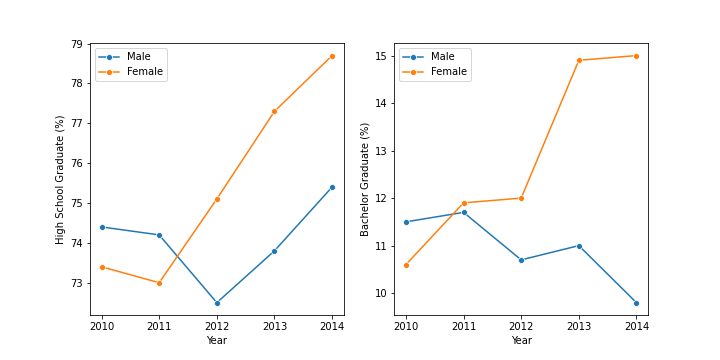 79
78
77
76
75
74
73
High School Graduate (%)
Male
Female
2010 2011 2012 2013 2014
Year
15
14
13
12
11
10
Bachelor Graduate (%)
Male
Female
2010 2011 2012 2013 2014
Year